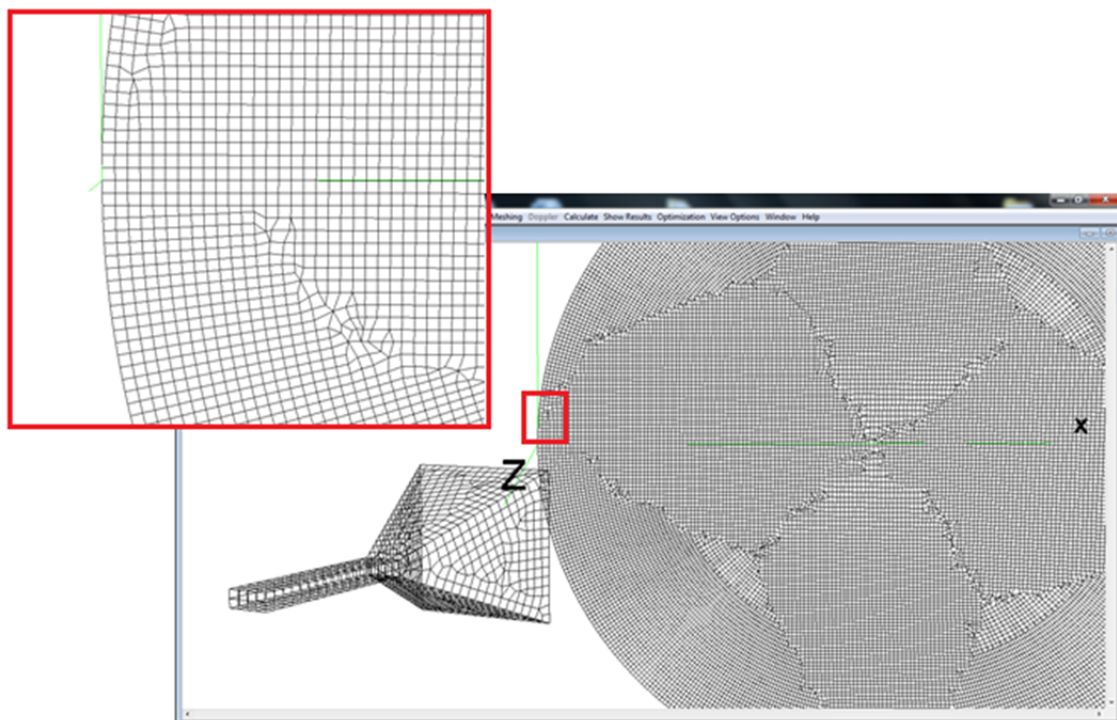 Meshing Doppler Calculate Show Results Optimization View Options Window Help
X
Z